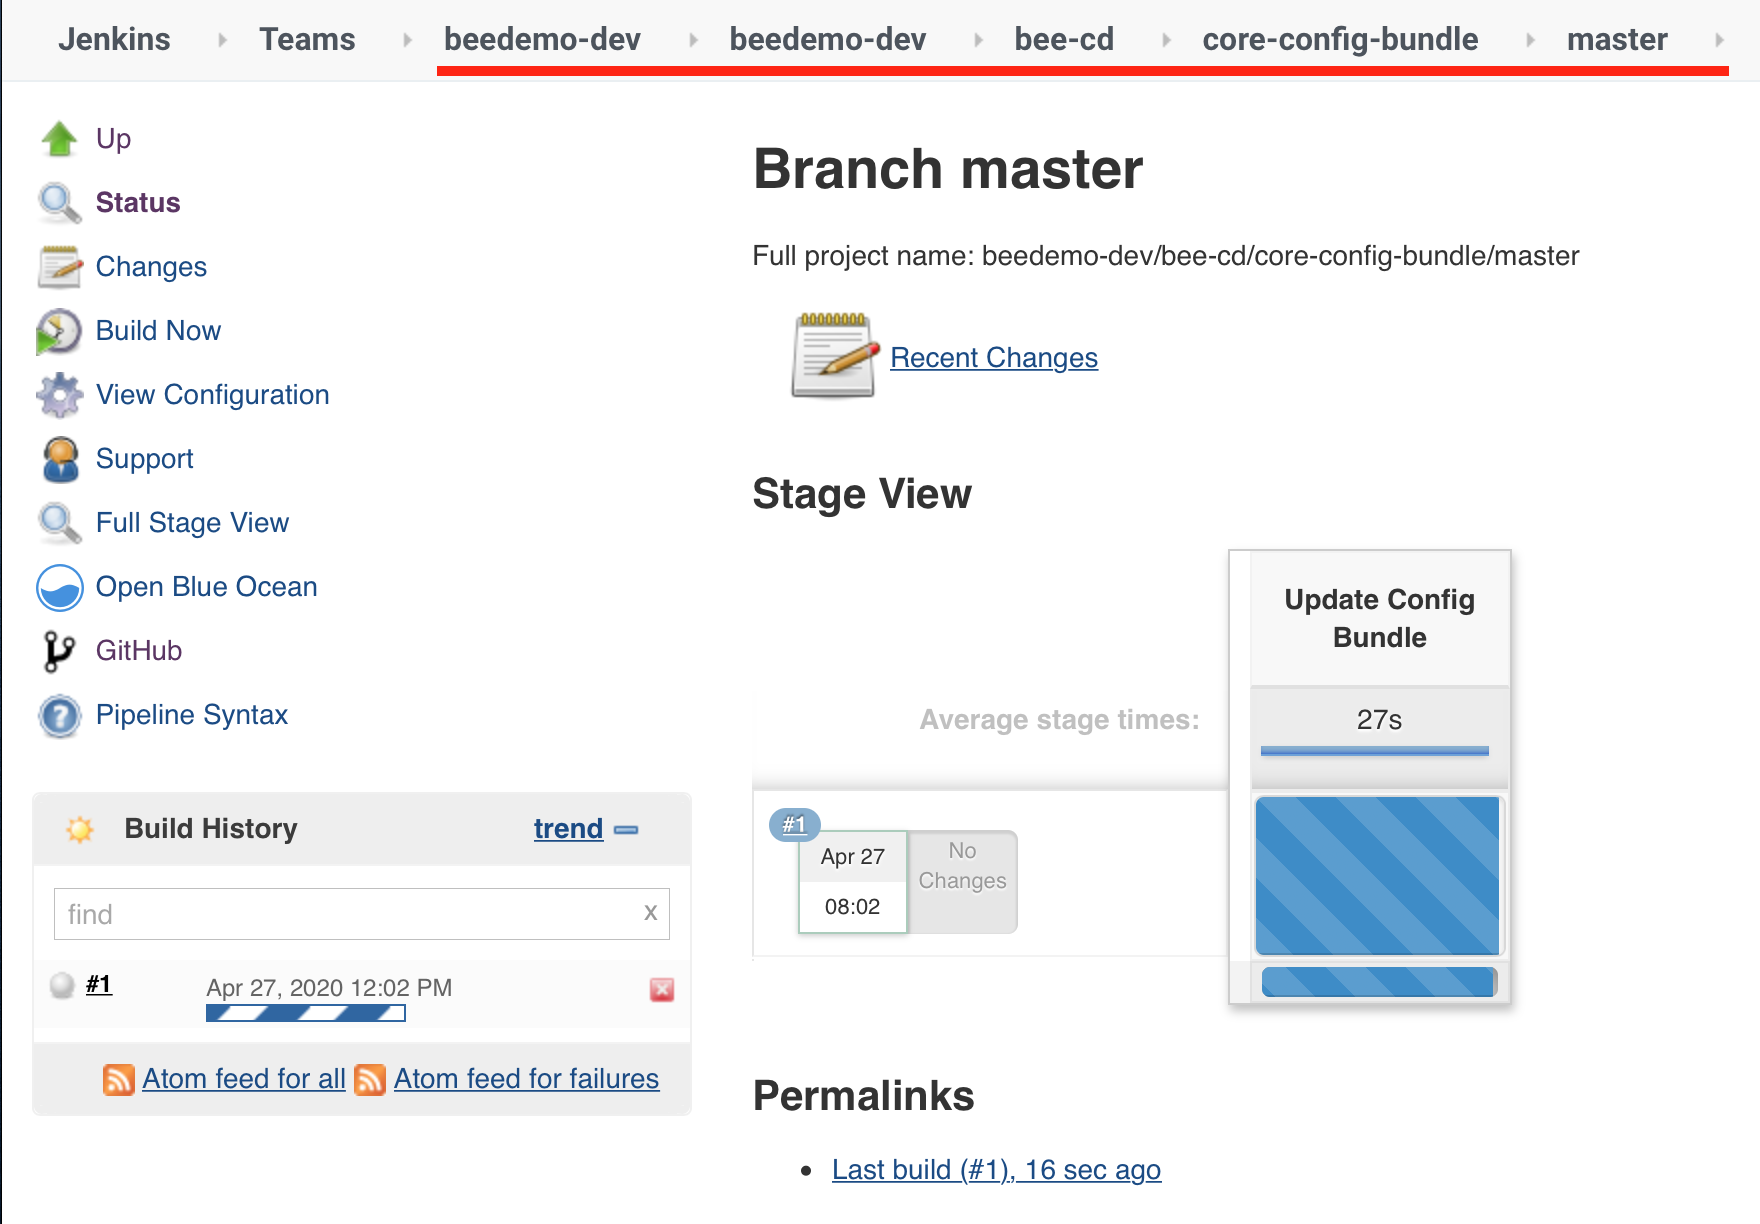 Jenkins Teams beedemo-dev beedemo-dev bee-cd core-config-bundle master
Up
Status
Changes
Build Now
View Configuration
Support
Full Stage View
Open Blue Ocean
GitHub
Pipeline Syntax
Build History trend
find x
#1 Apr 27, 2020 12:02 PM
Atom feed for all Atom feed for failures
Branch master
Full project name: beedemo-dev/bee-cd/core-config-bundle/master
Recent Changes
Stage View
Update Config
Bundle
Average stage times: 27s
#1
Apr 27
08:02
No
Changes
Permalinks
Last build (#1), 16 sec ago